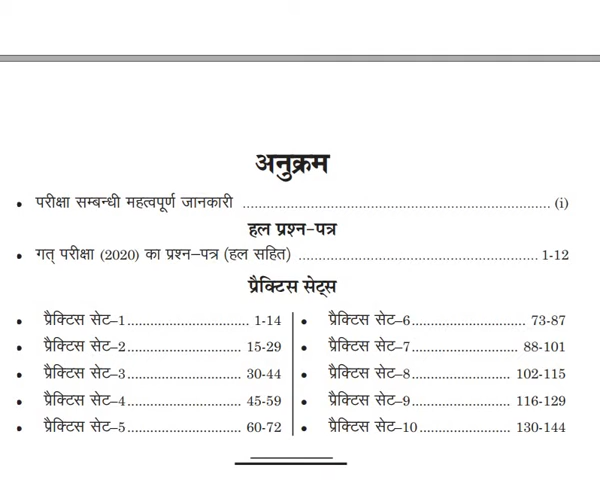 अनुक्रम
• परीक्षा सम्बन्धी महत्वपूर्ण जानकारी ........................................................................ (i)
हल प्रश्न-पत्र
• गत् परीक्षा (2020) का प्रश्न–पत्र (हल सहित) ........................................................ 1-12
प्रैक्टिस सेट्स
• प्रैक्टिस सेट–1 ............................. 1-14
• प्रैक्टिस सेट–2 ........................... 15-29
• प्रैक्टिस सेट–3 ........................... 30-44
• प्रैक्टिस सेट–4 ........................... 45-59
• प्रैक्टिस सेट–5 ........................... 60-72
• प्रैक्टिस सेट–6 ........................... 73-87
• प्रैक्टिस सेट–7 ......................... 88-101
• प्रैक्टिस सेट–8 ....................... 102-115
• प्रैक्टिस सेट–9 ....................... 116-129
• प्रैक्टिस सेट–10 ..................... 130-144